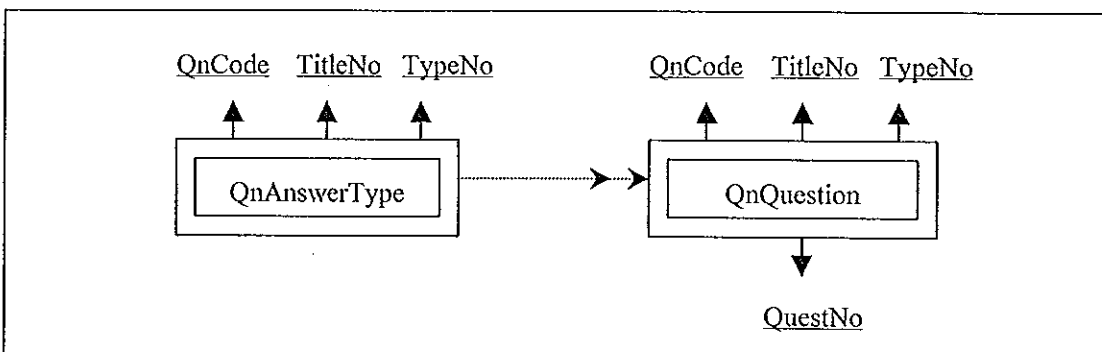 QnCode TitleNo TypeNo QnCode TitleNo TypeNo
QnAnswerType QnQuestion
QuestNo